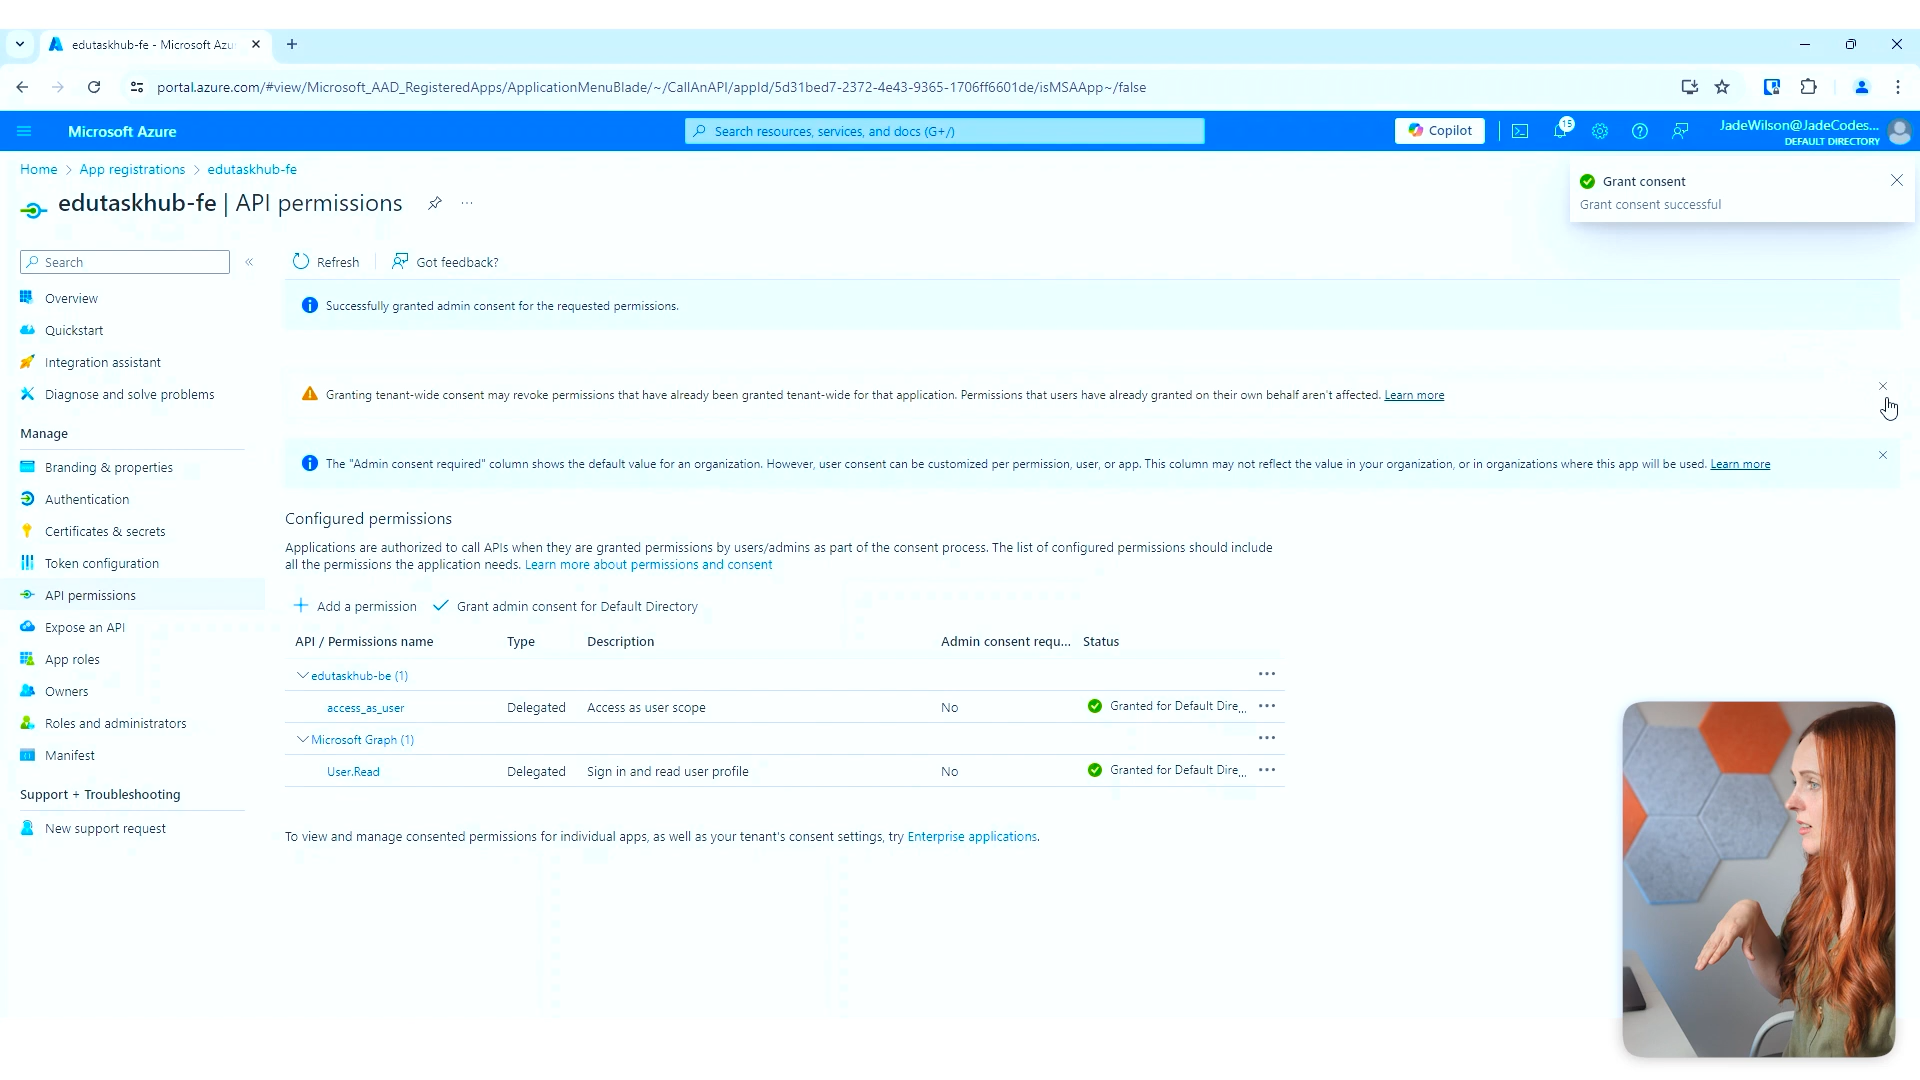 edutaskhub-fe - Microsoft Azu
portal.azure.com/#view/Microsoft_AAD_RegisteredApps/ApplicationMenuBlade/~/CallAnAPI/appId/5d31bed7-2372-4e43-9365-1706ff6601de/isMSAApp~/false
Microsoft Azure
Search resources, services, and docs (G+/)
Copilot
15
JadeWilson@JadeCodes...
DEFAULT DIRECTORY
Home > App registrations > edutaskhub-fe
edutaskhub-fe | API permissions
Grant consent
Grant consent successful
Search
Refresh
Got feedback?
Overview
Quickstart
Integration assistant
Diagnose and solve problems
Manage
Branding & properties
Authentication
Certificates & secrets
Token configuration
API permissions
Expose an API
App roles
Owners
Roles and administrators
Manifest
Support + Troubleshooting
New support request
Successfully granted admin consent for the requested permissions.
Granting tenant-wide consent may revoke permissions that have already been granted tenant-wide for that application. Permissions that users have already granted on their own behalf aren't affected. Learn more
The "Admin consent required" column shows the default value for an organization. However, user consent can be customized per permission, user, or app. This column may not reflect the value in your organization, or in organizations where this app will be used. Learn more
Configured permissions
Applications are authorized to call APIs when they are granted permissions by users/admins as part of the consent process. The list of configured permissions should include
all the permissions the application needs. Learn more about permissions and consent
Add a permission
Grant admin consent for Default Directory
API / Permissions name Type Description Admin consent requ... Status
edutaskhub-be (1)
access_as_user Delegated Access as user scope No Granted for Default Dire...
Microsoft Graph (1)
User.Read Delegated Sign in and read user profile No Granted for Default Dire...
To view and manage consented permissions for individual apps, as well as your tenant's consent settings, try Enterprise applications.